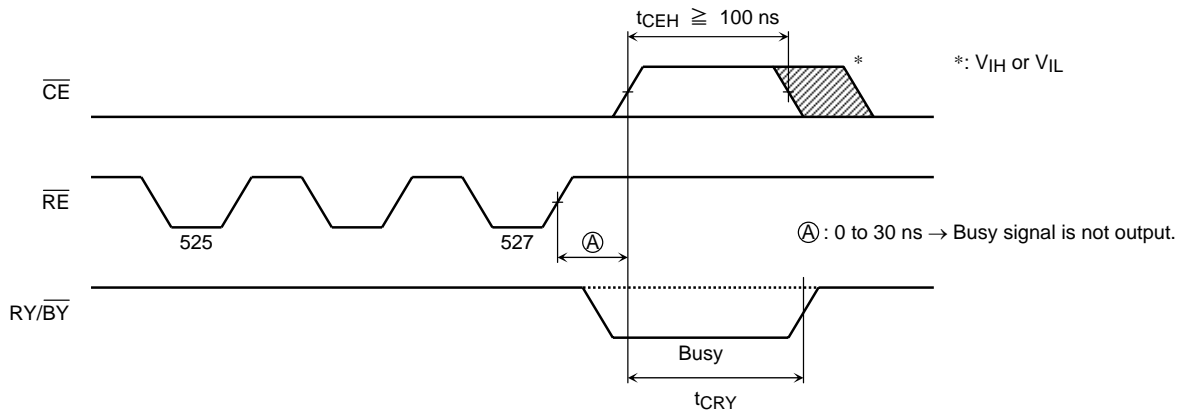 tCEH ≧ 100 ns
*
*: VIH or VIL
CE
RE
525
527
A
A : 0 to 30 ns → Busy signal is not output.
RY/BY
Busy
tCRY